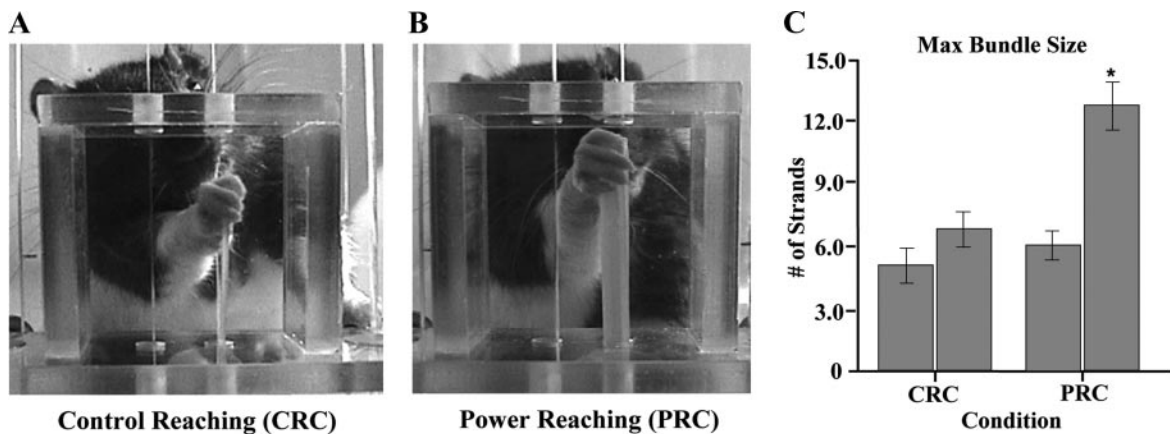 A
Control Reaching (CRC)
B
Power Reaching (PRC)
C
Max Bundle Size
# of Strands
15.0
12.0
9.0
6.0
3.0
0
*
CRC
PRC
Condition